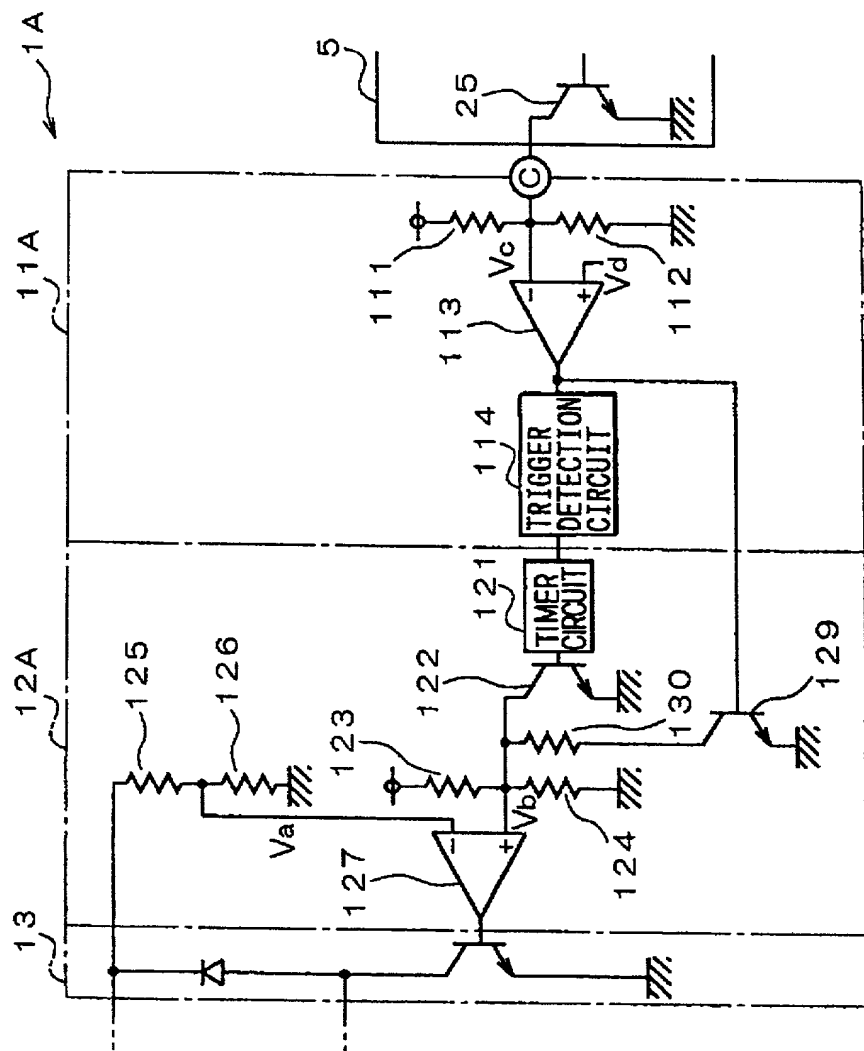 1A
11A
12A
13
5
25
C
111
Vc
112
Vd
113
114
TRIGGER
DETECTION
CIRCUIT
121
TIMER
CIRCUIT
122
125
126
123
130
129
Va
Vb
124
127
-
+
-
+